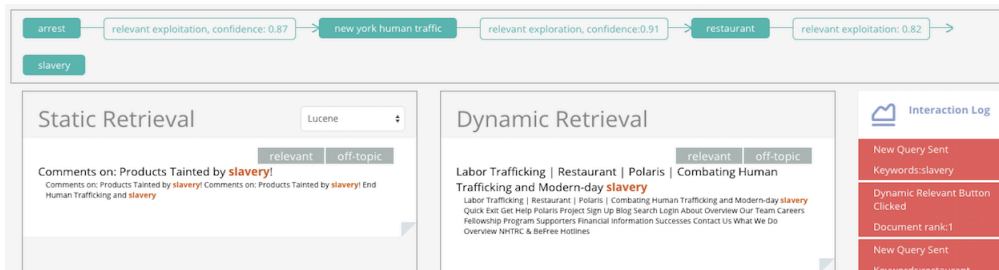 arrest relevant exploitation, confidence: 0.87 new york human traffic relevant exploration, confidence:0.91 restaurant relevant exploitation: 0.82
slavery
Static Retrieval
Lucene
relevant off-topic
Comments on: Products Tainted by slavery!
Comments on: Products Tainted by slavery! Comments on: Products Tainted by slavery! End
Human Trafficking and slavery
Dynamic Retrieval
relevant off-topic
Labor Trafficking | Restaurant | Polaris | Combating Human
Trafficking and Modern-day slavery
Labor Trafficking | Restaurant | Polaris | Combating Human Trafficking and Modern-day slavery
Quick Exit Get Help Polaris Project Sign Up Blog Search Login About Overview Our Team Careers
Fellowship Program Supporters Financial Information Successes Contact Us What We Do
Overview NHTRC & BeFree Hotlines
Interaction Log
New Query Sent
Keywords:slavery
Dynamic Relevant Button
Clicked
Document rank:1
New Query Sent
Keywords:restaurant